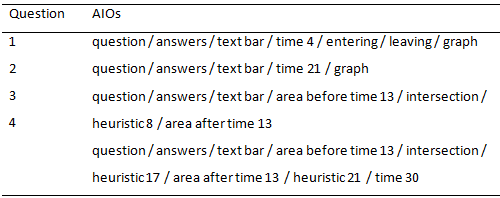 Question AIOs
1 question / answers / text bar / time 4 / entering / leaving / graph
2 question / answers / text bar / time 21 / graph
3 question / answers / text bar / area before time 13 / intersection /
4 heuristic 8 / area after time 13
question / answers / text bar / area before time 13 / intersection /
heuristic 17 / area after time 13 / heuristic 21 / time 30